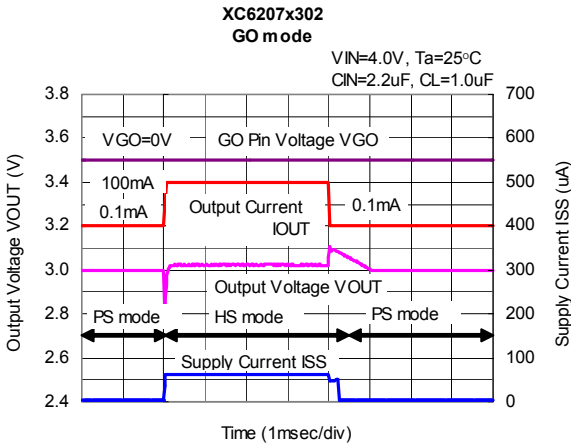 XC6207x302
GO mode
VIN=4.0V, Ta=25°C
CIN=2.2uF, CL=1.0uF
3.8
3.6
3.4
3.2
3.0
2.8
2.6
2.4
Output Voltage VOUT (V)
700
600
500
400
300
200
100
0
Supply Current ISS (uA)
VGO=0V
GO Pin Voltage VGO
100mA
0.1mA
Output Current
IOUT
0.1mA
Output Voltage VOUT
PS mode
HS mode
PS mode
Supply Current ISS
Time (1msec/div)